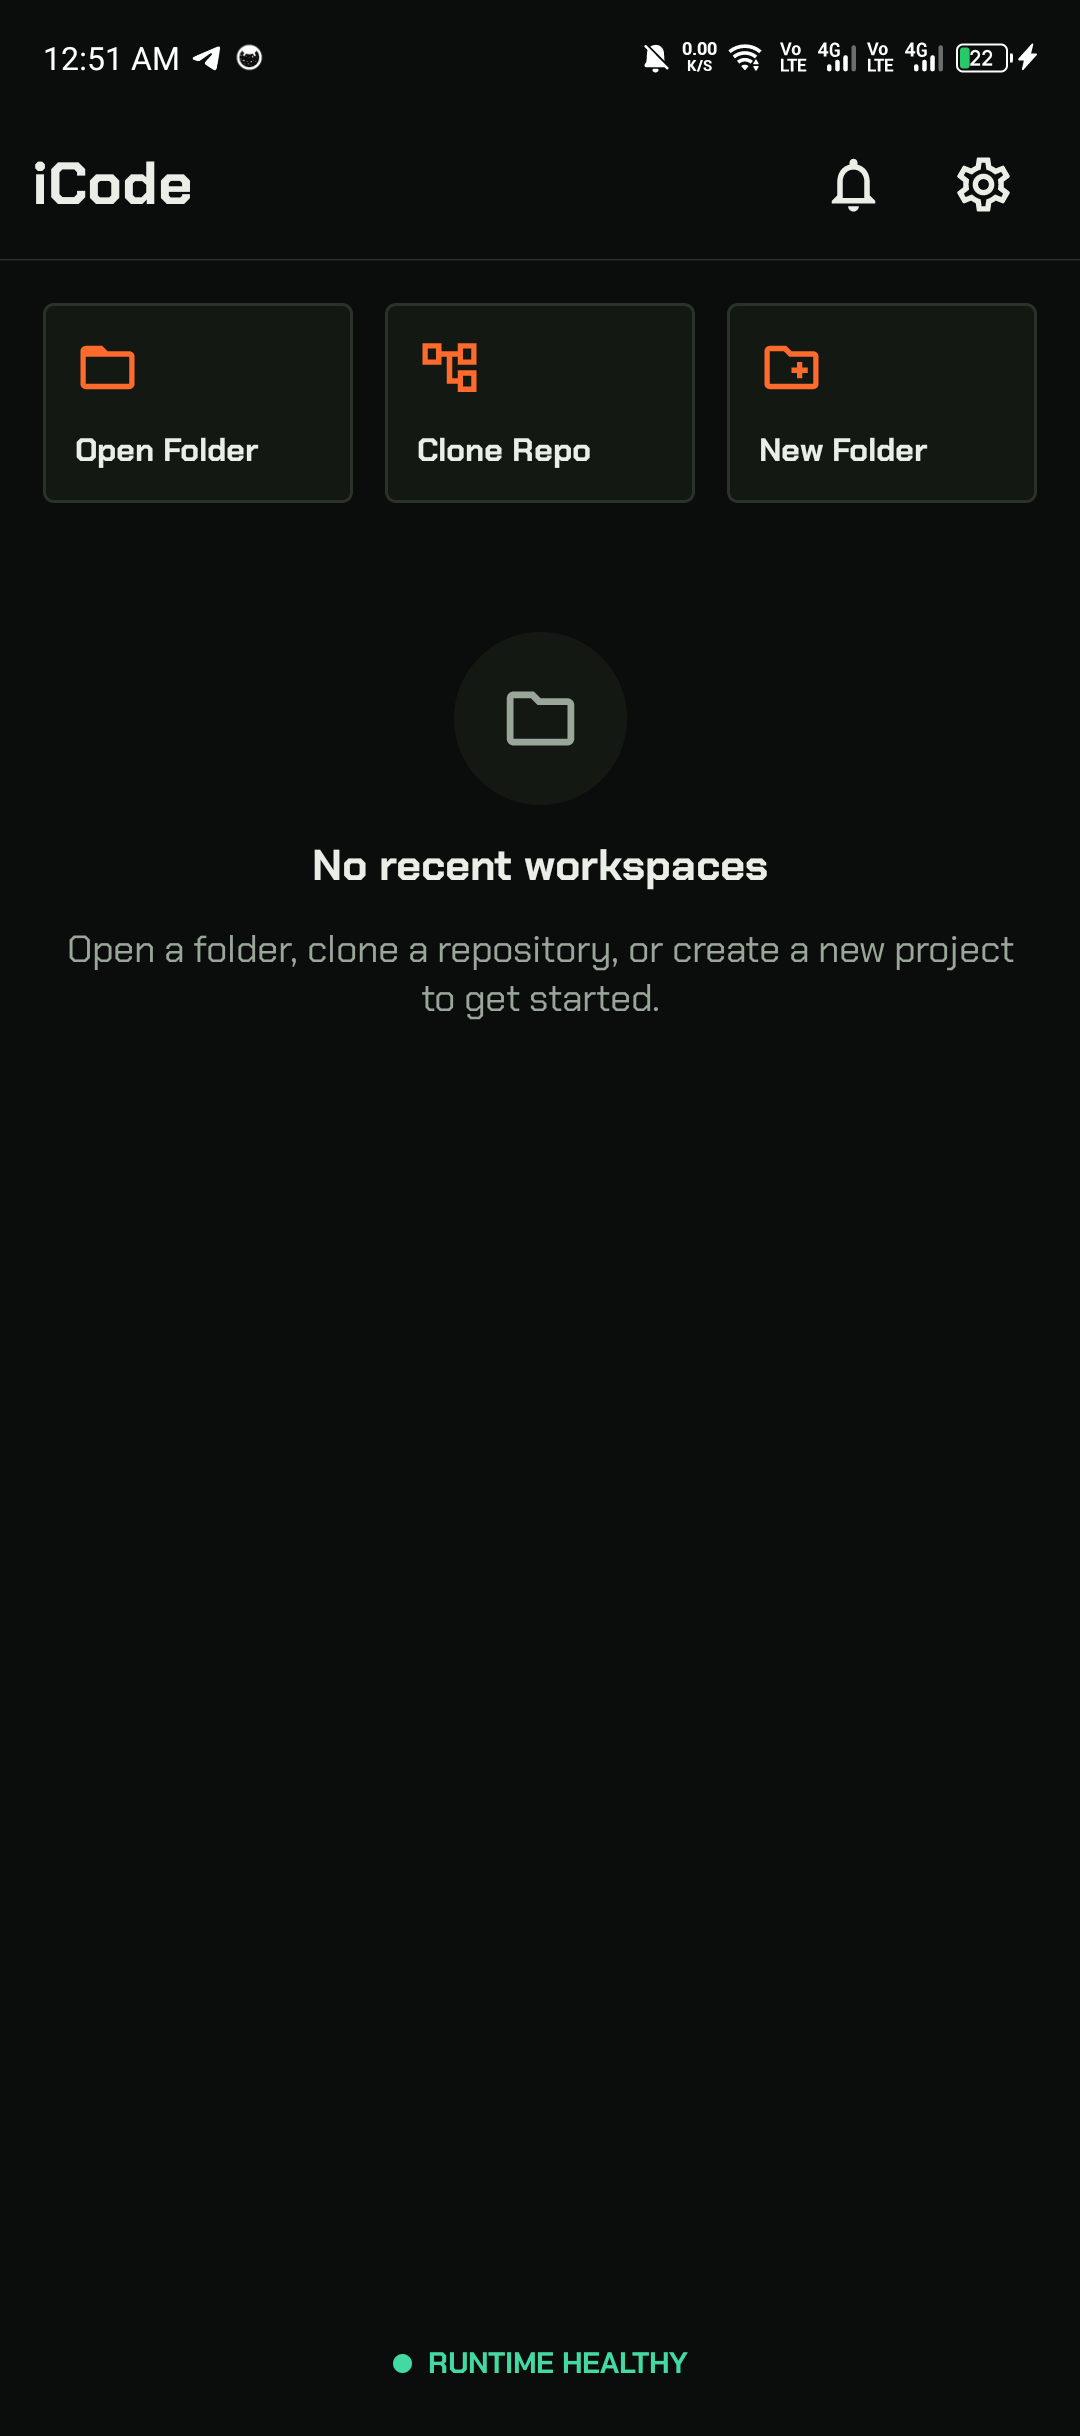 12:51 AM
0.00 K/S
Vo LTE
4G
Vo LTE
4G
22
iCode
Open Folder
Clone Repo
New Folder
No recent workspaces
Open a folder, clone a repository, or create a new project
to get started.
RUNTIME HEALTHY